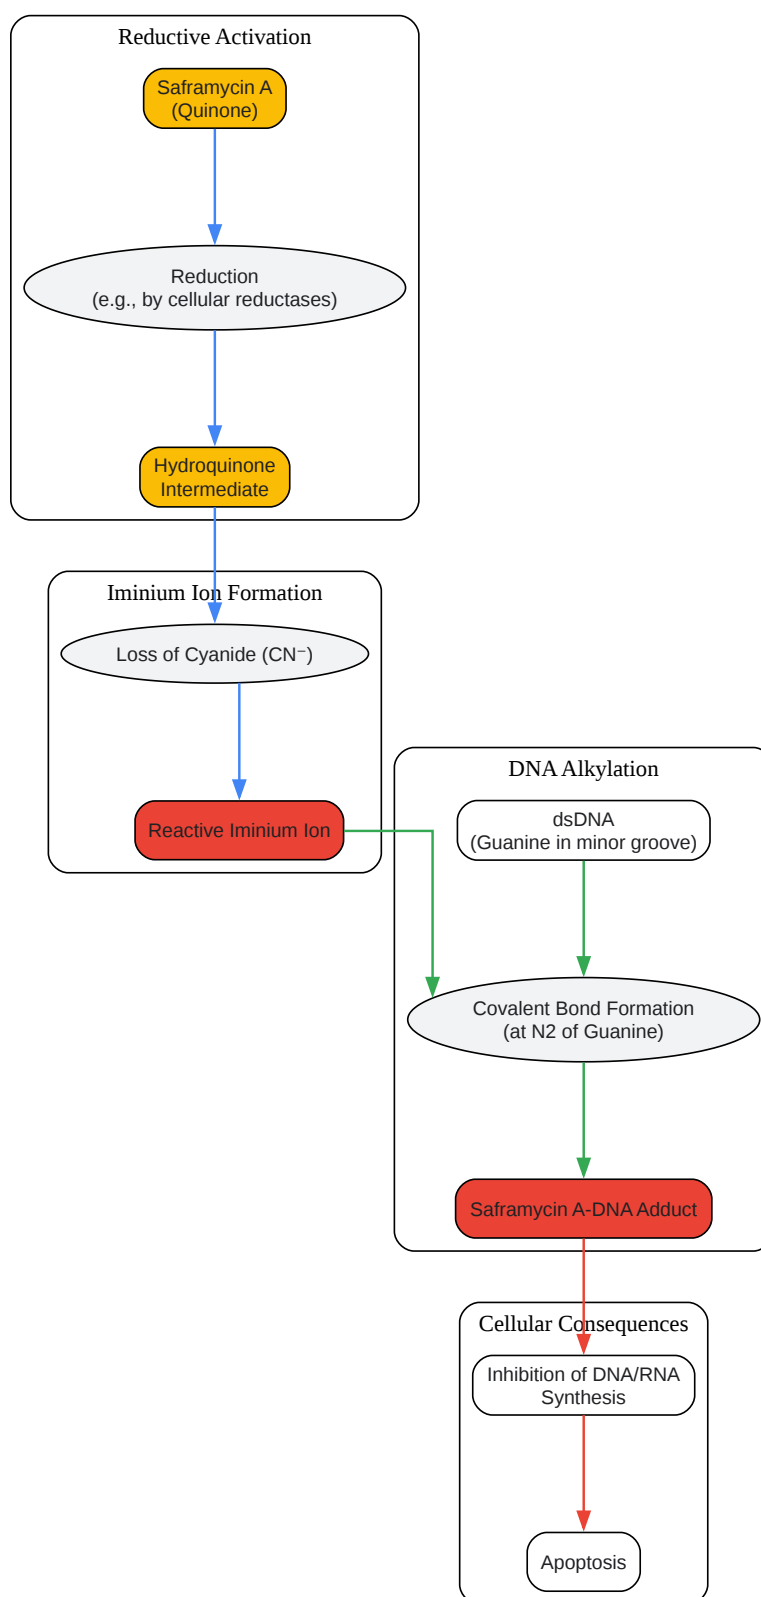 Reductive Activation
Saframycin A
(Quinone)
Reduction
(e.g., by cellular reductases)
Hydroquinone
Intermediate
Iminium Ion Formation
Loss of Cyanide (CN⁻)
Reactive Iminium Ion
DNA Alkylation
dsDNA
(Guanine in minor groove)
Covalent Bond Formation
(at N2 of Guanine)
Saframycin A-DNA Adduct
Cellular Consequences
Inhibition of DNA/RNA
Synthesis
Apoptosis